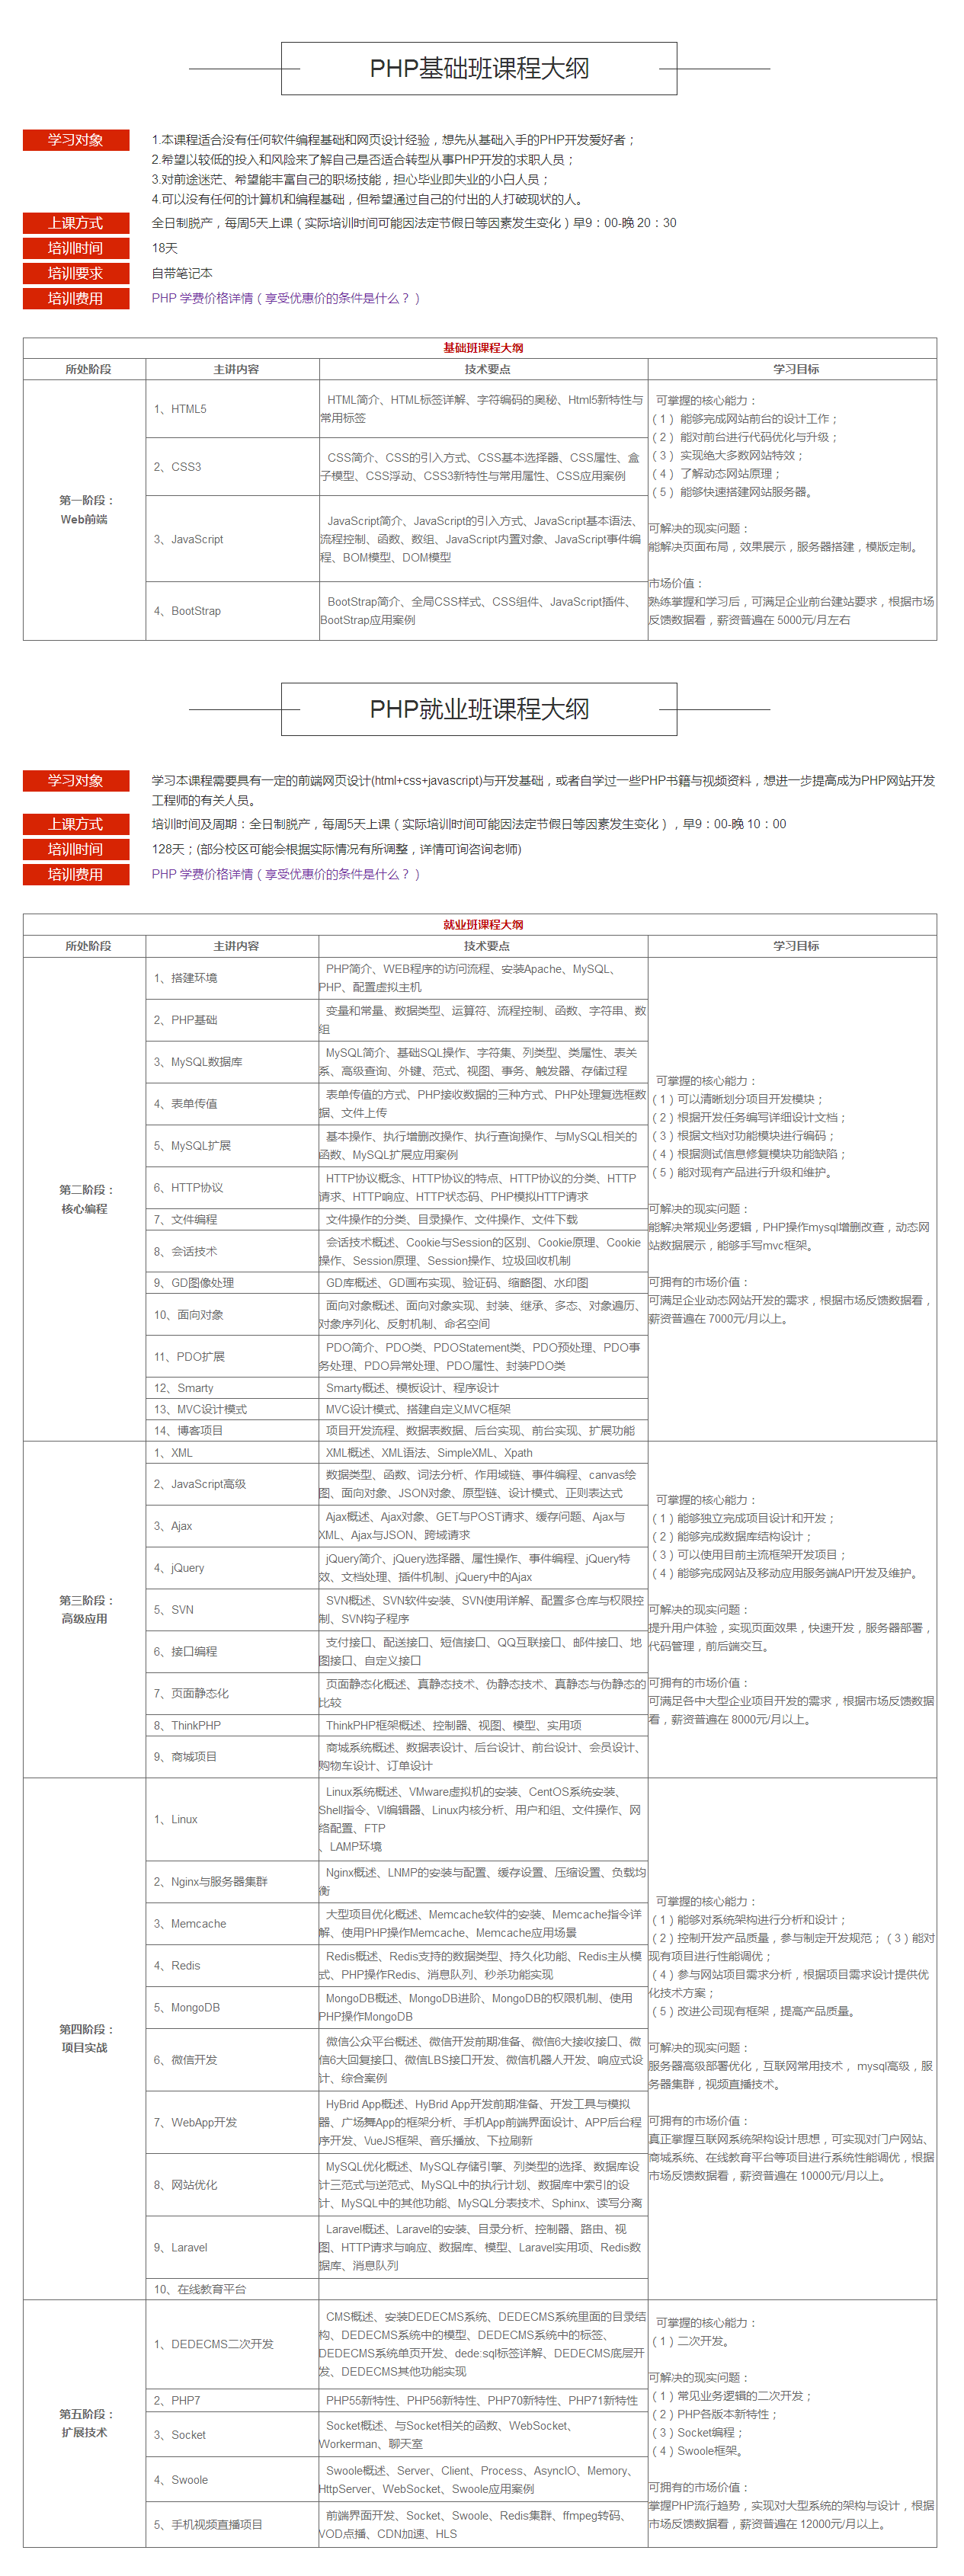 PHP基础班课程大纲
学习对象
1.本课程适合没有任何软件编程基础和网页设计经验，想先从基础入手的PHP开发爱好者；
2.希望以较低的投入和风险来了解自己是否适合转型从事PHP开发的求职人员；
3.对前途迷茫、希望能丰富自己的职场技能，担心毕业即失业的小白人员；
4.可以没有任何的计算机和编程基础，但希望通过自己的付出的人打破现状的人。
上课方式
全日制脱产，每周5天上课（实际培训时间可能因法定节假日等因素发生变化）早9：00-晚 20：30
培训时间
18天
培训要求
自带笔记本
培训费用
PHP 学费价格详情（享受优惠价的条件是什么？）
基础班课程大纲
所处阶段 主讲内容 技术要点 学习目标
第一阶段：
Web前端
1、HTML5
HTML简介、HTML标签详解、字符编码的奥秘、Html5新特性与
常用标签
2、CSS3
CSS简介、CSS的引入方式、CSS基本选择器、CSS属性、盒
子模型、CSS浮动、CSS3新特性与常用属性、CSS应用案例
3、JavaScript
JavaScript简介、JavaScript的引入方式、JavaScript基本语法、
流程控制、函数、数组、JavaScript内置对象、JavaScript事件编
程、BOM模型、DOM模型
4、BootStrap
BootStrap简介、全局CSS样式、CSS组件、JavaScript插件、
BootStrap应用案例
可掌握的核心能力：
（1） 能够完成网站前台的设计工作；
（2） 能对前台进行代码优化与升级；
（3） 实现绝大多数网站特效；
（4） 了解动态网站原理；
（5） 能够快速搭建网站服务器。
可解决的现实问题：
能解决页面布局，效果展示，服务器搭建，模版定制。
市场价值：
熟练掌握和学习后，可满足企业前台建站要求，根据市场
反馈数据看，薪资普遍在 5000元/月左右
PHP就业班课程大纲
学习对象
学习本课程需要具有一定的前端网页设计(html+css+javascript)与开发基础，或者自学过一些PHP书籍与视频资料，想进一步提高成为PHP网站开发
工程师的有关人员。
上课方式
培训时间及周期：全日制脱产，每周5天上课（实际培训时间可能因法定节假日等因素发生变化），早9：00-晚 10：00
培训时间
128天；(部分校区可能会根据实际情况有所调整，详情可询咨询老师)
培训费用
PHP 学费价格详情（享受优惠价的条件是什么？）
就业班课程大纲
所处阶段 主讲内容 技术要点 学习目标
第二阶段：
核心编程
1、搭建环境
PHP简介、WEB程序的访问流程、安装Apache、MySQL、
PHP、配置虚拟主机
2、PHP基础
变量和常量、数据类型、运算符、流程控制、函数、字符串、数
组
3、MySQL数据库
MySQL简介、基础SQL操作、字符集、列类型、类属性、表关
系、高级查询、外键、范式、视图、事务、触发器、存储过程
4、表单传值
表单传值的方式、PHP接收数据的三种方式、PHP处理复选框数
据、文件上传
5、MySQL扩展
基本操作、执行增删改操作、执行查询操作、与MySQL相关的
函数、MySQL扩展应用案例
6、HTTP协议
HTTP协议概念、HTTP协议的特点、HTTP协议的分类、HTTP
请求、HTTP响应、HTTP状态码、PHP模拟HTTP请求
7、文件编程
文件操作的分类、目录操作、文件操作、文件下载
8、会话技术
会话技术概述、Cookie与Session的区别、Cookie原理、Cookie
操作、Session原理、Session操作、垃圾回收机制
9、GD图像处理
GD库概述、GD画布实现、验证码、缩略图、水印图
10、面向对象
面向对象概述、面向对象实现、封装、继承、多态、对象遍历、
对象序列化、反射机制、命名空间
11、PDO扩展
PDO简介、PDO类、PDOStatement类、PDO预处理、PDO事
务处理、PDO异常处理、PDO属性、封装PDO类
12、Smarty
Smarty概述、模板设计、程序设计
13、MVC设计模式
MVC设计模式、搭建自定义MVC框架
14、博客项目
项目开发流程、数据表数据、后台实现、前台实现、扩展功能
可掌握的核心能力：
（1）可以清晰划分项目开发模块；
（2）根据开发任务编写详细设计文档；
（3）根据文档对功能模块进行编码；
（4）根据测试信息修复模块功能缺陷；
（5）能对现有产品进行升级和维护。
可解决的现实问题：
能解决常规业务逻辑，PHP操作mysql增删改查，动态网
站数据展示，能够手写mvc框架。
可拥有的市场价值：
可满足企业动态网站开发的需求，根据市场反馈数据看，
薪资普遍在 7000元/月以上。
第三阶段：
高级应用
1、XML
XML概述、XML语法、SimpleXML、Xpath
2、JavaScript高级
数据类型、函数、词法分析、作用域链、事件编程、canvas绘
图、面向对象、JSON对象、原型链、设计模式、正则表达式
3、Ajax
Ajax概述、Ajax对象、GET与POST请求、缓存问题、Ajax与
XML、Ajax与JSON、跨域请求
4、jQuery
jQuery简介、jQuery选择器、属性操作、事件编程、jQuery特
效、文档处理、插件机制、jQuery中的Ajax
5、SVN
SVN概述、SVN软件安装、SVN使用详解、配置多仓库与权限控
制、SVN钩子程序
6、接口编程
支付接口、配送接口、短信接口、QQ互联接口、邮件接口、地
图接口、自定义接口
7、页面静态化
页面静态化概述、真静态技术、伪静态技术、真静态与伪静态的
比较
8、ThinkPHP
ThinkPHP框架概述、控制器、视图、模型、实用项
9、商城项目
商城系统概述、数据表设计、后台设计、前台设计、会员设计、
购物车设计、订单设计
可掌握的核心能力：
（1）能够独立完成项目设计和开发；
（2）能够完成数据库结构设计；
（3）可以使用目前主流框架开发项目；
（4）能够完成网站及移动应用服务端API开发及维护。
可解决的现实问题：
提升用户体验，实现页面效果，快速开发，服务器部署，
代码管理，前后端交互。
可拥有的市场价值：
可满足各中大型企业项目开发的需求，根据市场反馈数据
看，薪资普遍在 8000元/月以上。
第四阶段：
项目实战
1、Linux
Linux系统概述、VMware虚拟机的安装、CentOS系统安装、
Shell指令、VI编辑器、Linux内核分析、用户和组、文件操作、网
络配置、FTP
、LAMP环境
2、Nginx与服务器集群
Nginx概述、LNMP的安装与配置、缓存设置、压缩设置、负载均
衡
3、Memcache
大型项目优化概述、Memcache软件的安装、Memcache指令详
解、使用PHP操作Memcache、Memcache应用场景
4、Redis
Redis概述、Redis支持的数据类型、持久化功能、Redis主从模
式、PHP操作Redis、消息队列、秒杀功能实现
5、MongoDB
MongoDB概述、MongoDB进阶、MongoDB的权限机制、使用
PHP操作MongoDB
6、微信开发
微信公众平台概述、微信开发前期准备、微信6大接收接口、微
信6大回复接口、微信LBS接口开发、微信机器人开发、响应式设
计、综合案例
7、WebApp开发
HyBrid App概述、HyBrid App开发前期准备、开发工具与模拟
器、广场舞App的框架分析、手机App前端界面设计、APP后台程
序开发、VueJS框架、音乐播放、下拉刷新
8、网站优化
MySQL优化概述、MySQL存储引擎、列类型的选择、数据库设
计三范式与逆范式、MySQL中的执行计划、数据库中索引的设
计、MySQL中的其他功能、MySQL分表技术、Sphinx、读写分离
9、Laravel
Laravel概述、Laravel的安装、目录分析、控制器、路由、视
图、HTTP请求与响应、数据库、模型、Laravel实用项、Redis数
据库、消息队列
10、在线教育平台
可掌握的核心能力：
（1）能够对系统架构进行分析和设计；
（2）控制开发产品质量，参与制定开发规范；（3）能对
现有项目进行性能调优；
（4）参与网站项目需求分析，根据项目需求设计提供优
化技术方案；
（5）改进公司现有框架，提高产品质量。
可解决的现实问题：
服务器高级部署优化，互联网常用技术， mysql高级，服
务器集群，视频直播技术。
可拥有的市场价值：
真正掌握互联网系统架构设计思想，可实现对门户网站、
商城系统、在线教育平台等项目进行系统性能调优，根据
市场反馈数据看，薪资普遍在 10000元/月以上。
第五阶段：
扩展技术
1、DEDECMS二次开发
CMS概述、安装DEDECMS系统、DEDECMS系统里面的目录结
构、DEDECMS系统中的模型、DEDECMS系统中的标签、
DEDECMS系统单页开发、dede:sql标签详解、DEDECMS底层开
发、DEDECMS其他功能实现
2、PHP7
PHP55新特性、PHP56新特性、PHP70新特性、PHP71新特性
3、Socket
Socket概述、与Socket相关的函数、WebSocket、
Workerman、聊天室
4、Swoole
Swoole概述、Server、Client、Process、AsyncIO、Memory、
HttpServer、WebSocket、Swoole应用案例
5、手机视频直播项目
前端界面开发、Socket、Swoole、Redis集群、ffmpeg转码、
VOD点播、CDN加速、HLS
可掌握的核心能力：
（1）二次开发。
可解决的现实问题：
（1）常见业务逻辑的二次开发；
（2）PHP各版本新特性；
（3）Socket编程；
（4）Swoole框架。
可拥有的市场价值：
掌握PHP流行趋势，实现对大型系统的架构与设计，根据
市场反馈数据看，薪资普遍在 12000元/月以上。